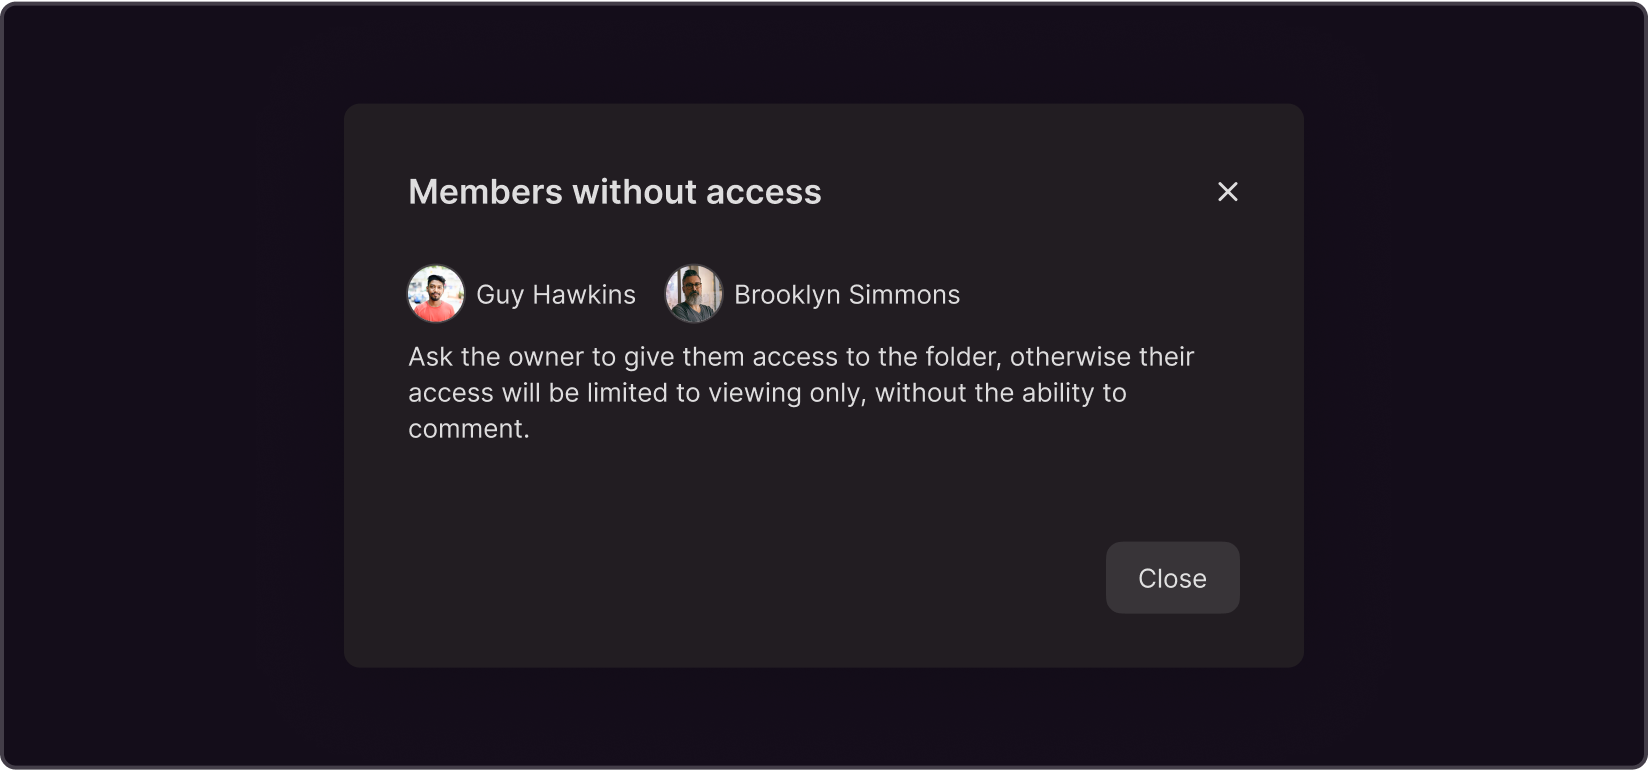 Members without access
Guy Hawkins Brooklyn Simmons
Ask the owner to give them access to the folder, otherwise their
access will be limited to viewing only, without the ability to
comment.
Close